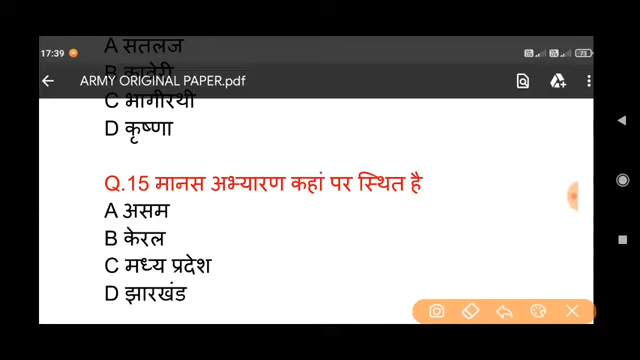 17:39
73
A सतलज
ARMY ORIGINAL PAPER.pdf
B कावेरी
C भागीरथी
D कृष्णा
Q.15 मानस अभ्यारण कहां पर स्थित है
A असम
B केरल
C मध्य प्रदेश
D झारखंड